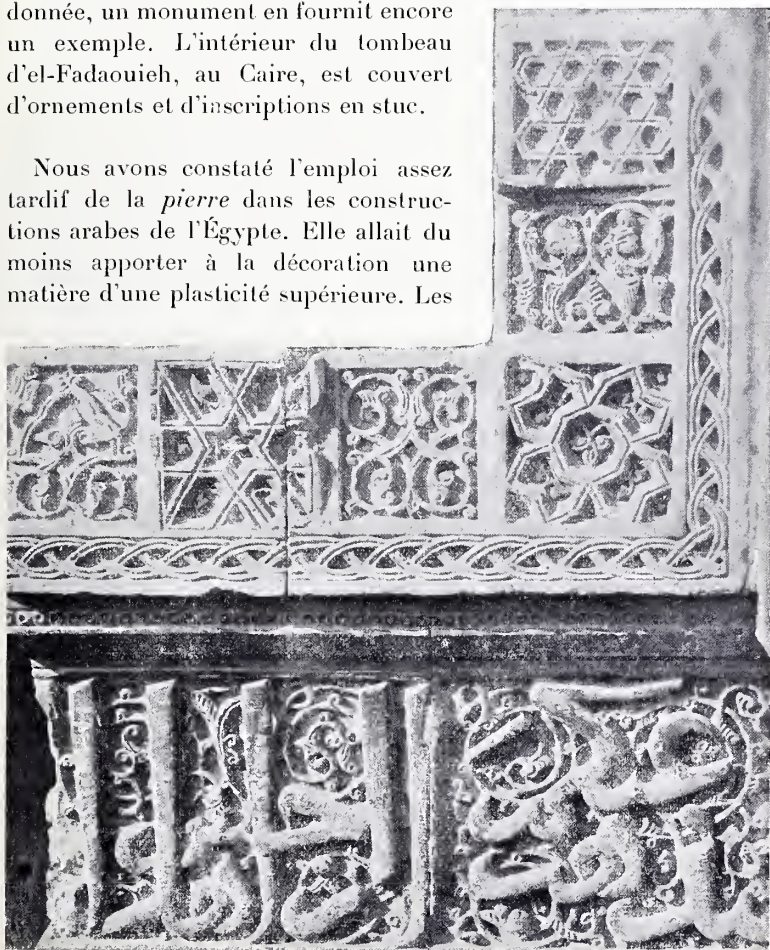 donnée, un monument en fournit encore
un exemple. L'intérieur du tombeau
d'el-Fadaouieh, au Caire, est couvert
d'ornements et d'inscriptions en stuc.
Nous avons constaté l'emploi assez
tardif de la pierre dans les construc-
tions arabes de l'Égypte. Elle allait du
moins apporter à la décoration une
matière d'une plasticité supérieure. Les